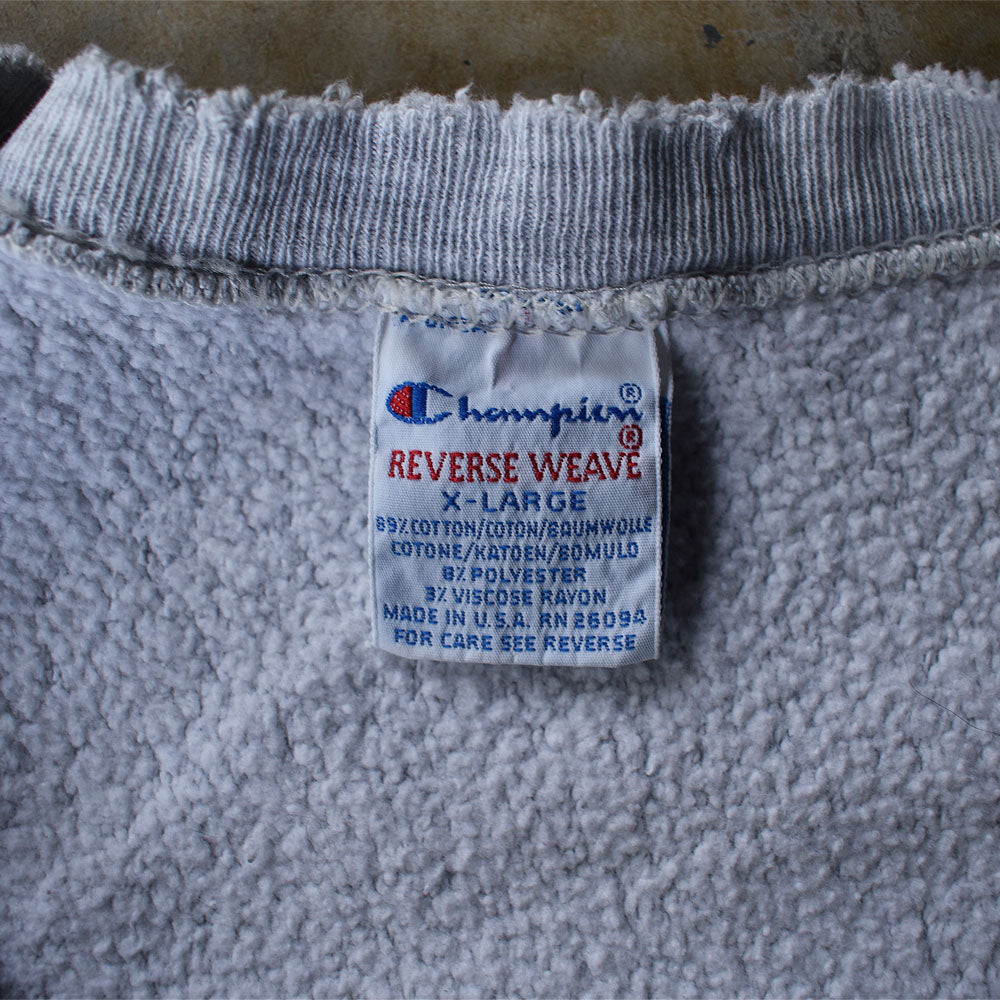 Champion®
REVERSE WEAVE®
X-LARGE
89% COTTON/COTON/BAUMWOLLE
COTONE/KATOEN/BOMULD
8% POLYESTER
3% VISCOSE RAYON
MADE IN U.S.A. RN 26094
FOR CARE SEE REVERSE